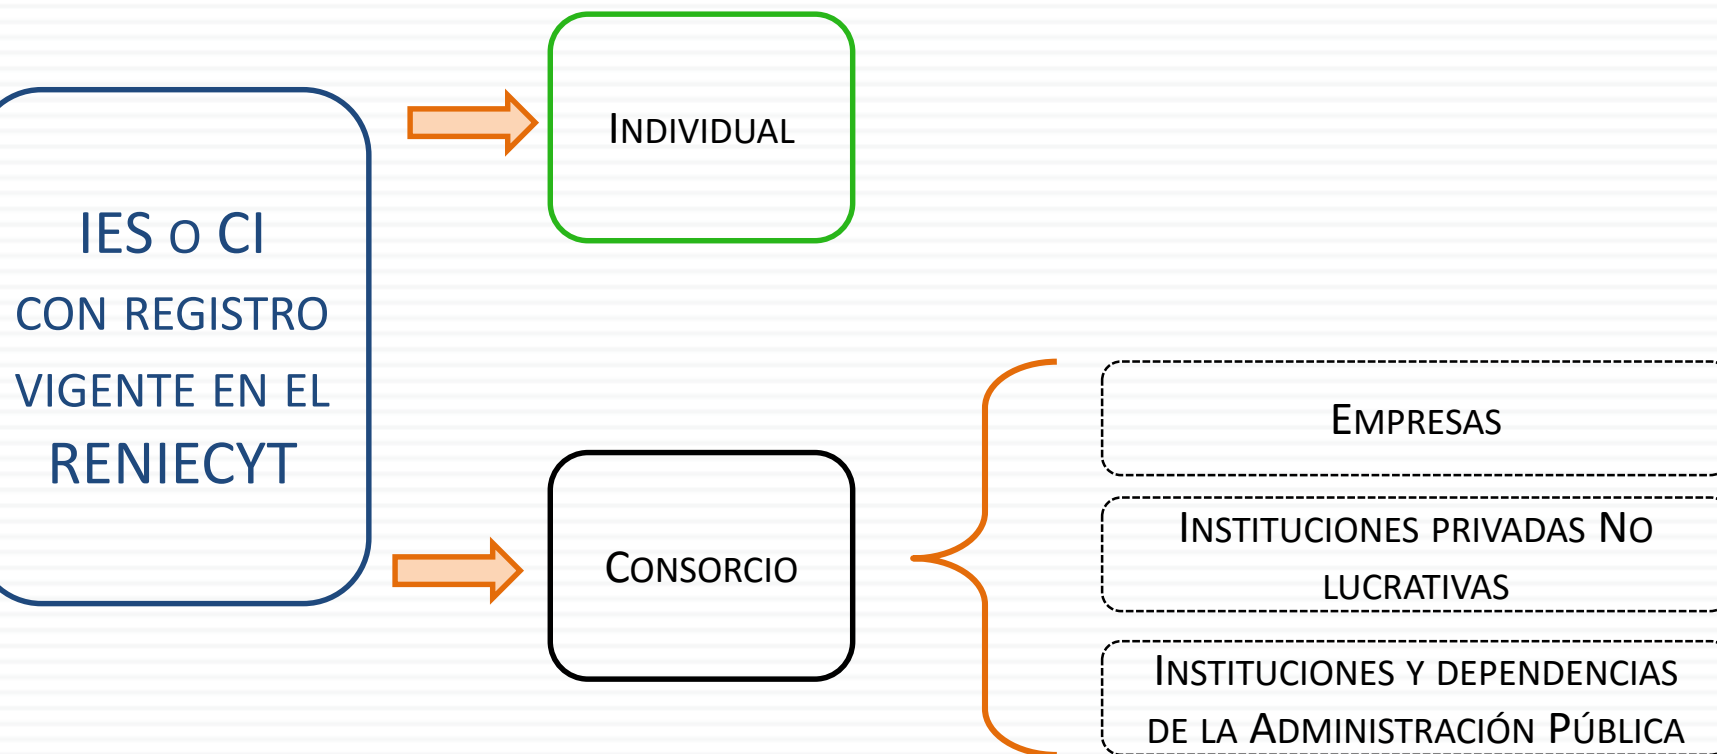 IES o CI
CON REGISTRO
VIGENTE EN EL
RENIECYT
INDIVIDUAL
CONSORCIO
EMPRESAS
INSTITUCIONES PRIVADAS NO
LUCRATIVAS
INSTITUCIONES Y DEPENDENCIAS
DE LA ADMINISTRACIÓN PÚBLICA